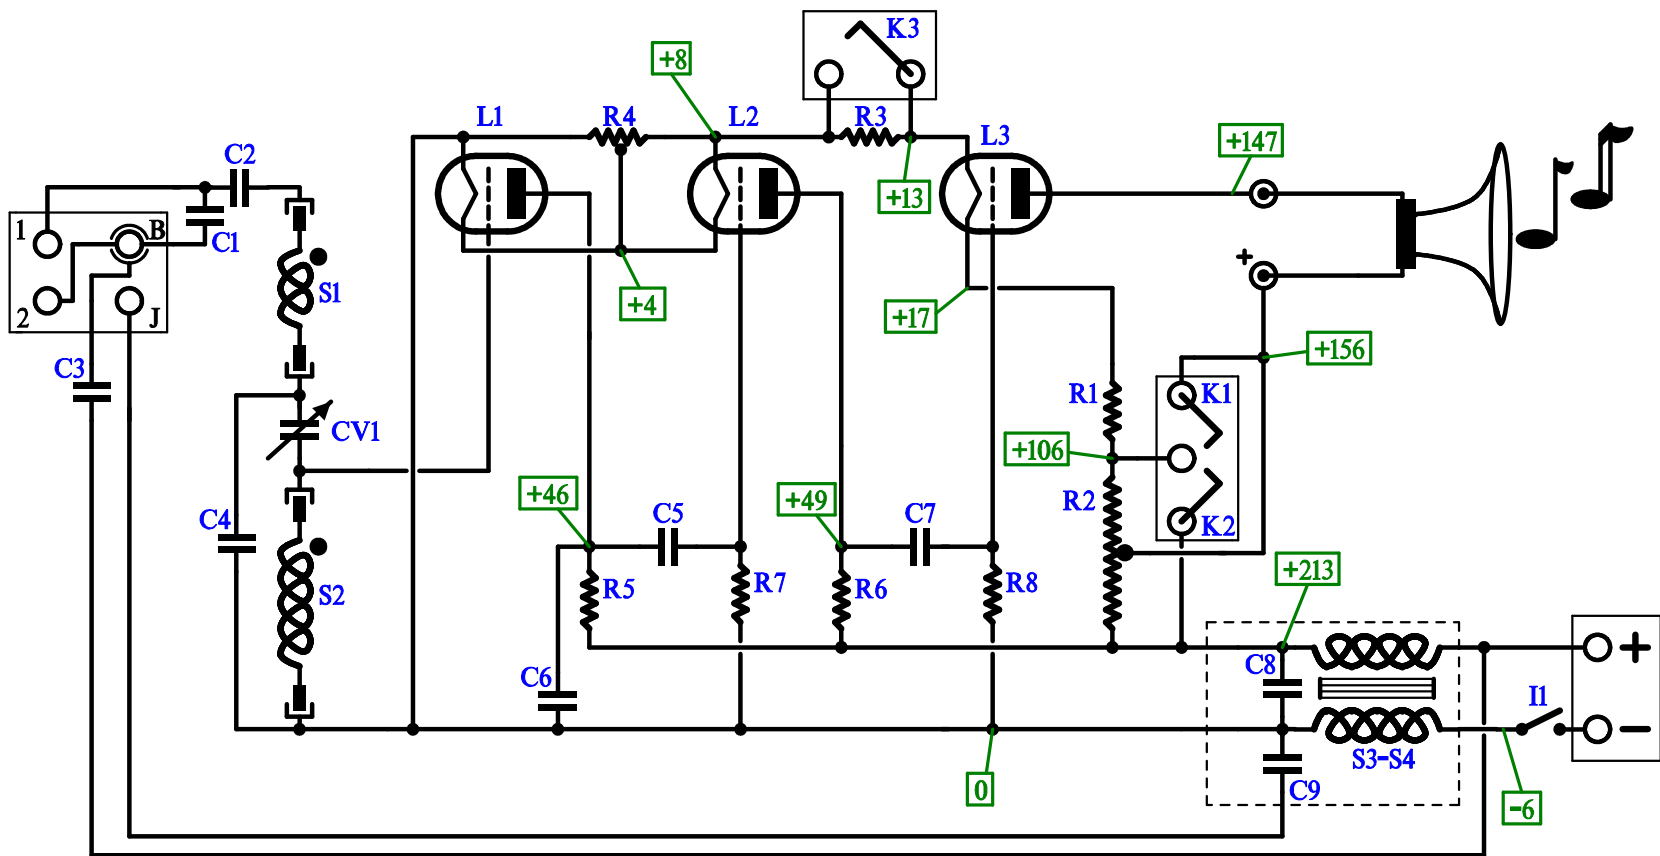 K3
+8
L1
R4
L2
R3
L3
+147
C2
+13
1
B
C1
+
S1
2
J
+4
+17
+156
C3
R1
K1
CV1
+106
+46
+49
R2
C4
C5
C7
K2
S2
R5
R7
R6
R8
+213
C6
C8
+
I1
−
S3-S4
0
C9
-6